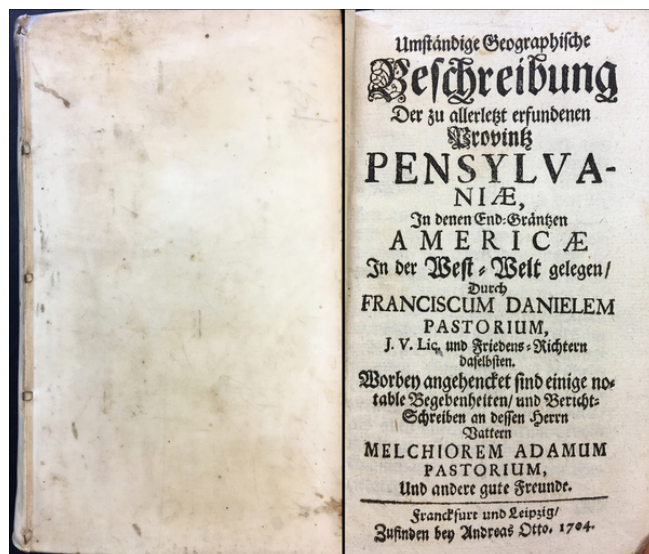 Umständige Geographische
Beschreibung
Der zu allerletzt erfundenen
Provintz
PENSYLVA-
NIÆ,
In denen End-Gräntzen
AMERICÆ
In der West-Welt gelegen/
Durch
FRANCISCUM DANIELEM
PASTORIUM,
J. V. Lic. und Friedens-Richtern
daselbsten.
Worbey angehencket sind einige no-
table Begebenheiten/ und Bericht-
Schreiben an dessen Herrn
Vattern
MELCHIOREM ADAMUM
PASTORIUM,
Und andere gute Freunde.
Franckfurt und Leipzig/
Zufinden bey Andreas Otto. 1704.